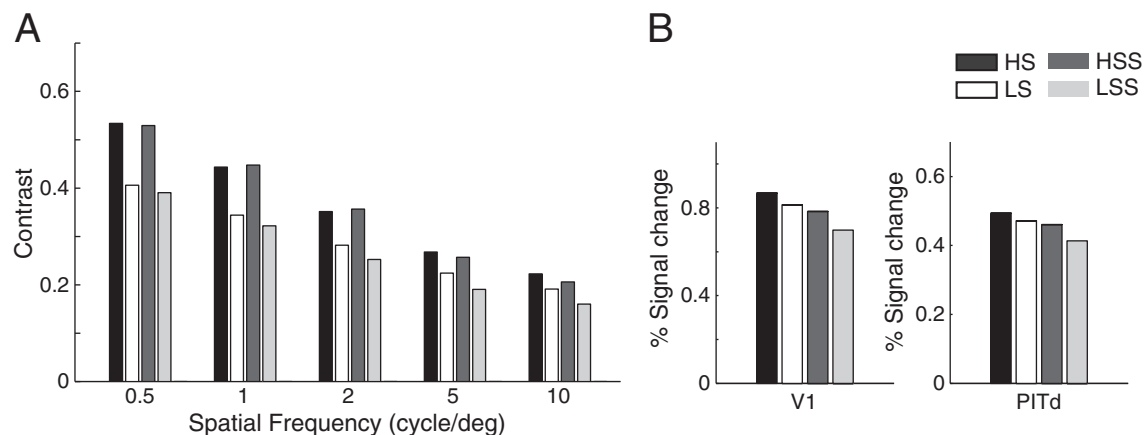 A
Contrast
0.6
0.4
0.2
0
0.5 1 2 5 10
Spatial Frequency (cycle/deg)
B
HS HSS
LS LSS
% Signal change
0.8
0.4
0
V1
% Signal change
0.6
0.4
0.2
0
PITd